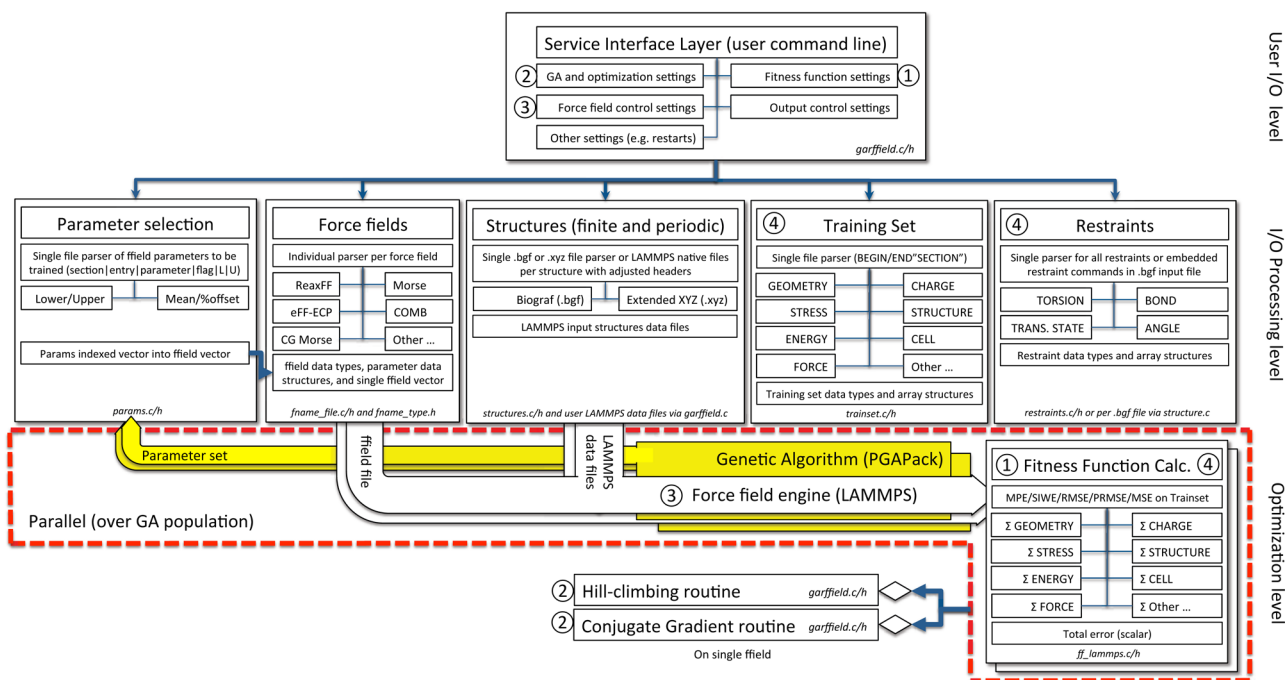 Service Interface Layer (user command line)
② GA and optimization settings
Fitness function settings ①
③ Force field control settings
Output control settings
Other settings (e.g. restarts)
garffield.c/h
User I/O level
Parameter selection
Single file parser of ffield parameters to be
trained (section|entry|parameter|flag|L|U)
Lower/Upper
Mean/%offset
Params indexed vector into ffield vector
params.c/h
Force fields
Individual parser per force field
ReaxFF
Morse
eFF-ECP
COMB
CG Morse
Other ...
ffield data types, parameter data
structures, and single ffield vector
fname_file.c/h and fname_type.h
Structures (finite and periodic)
Single .bgf or .xyz file parser or LAMMPS native files
per structure with adjusted headers
Biograf (.bgf)
Extended XYZ (.xyz)
LAMMPS input structures data files
structures.c/h and user LAMMPS data files via garffield.c
④ Training Set
Single file parser (BEGIN/END"SECTION")
GEOMETRY
CHARGE
STRESS
STRUCTURE
ENERGY
CELL
FORCE
Other ...
Training set data types and array structures
trainset.c/h
④ Restraints
Single parser for all restraints or embedded
restraint commands in .bgf input file
TORSION
BOND
TRANS. STATE
ANGLE
Restraint data types and array structures
restraints.c/h or per .bgf file via structure.c
I/O Processing level
Parameter set
ffield file
LAMMPS
data files
Genetic Algorithm (PGAPack)
③ Force field engine (LAMMPS)
Parallel (over GA population)
① Fitness Function Calc. ④
MPE/SIWE/RMSE/PRMSE/MSE on Trainset
Σ GEOMETRY
Σ CHARGE
Σ STRESS
Σ STRUCTURE
Σ ENERGY
Σ CELL
Σ FORCE
Σ Other ...
Total error (scalar)
ff_lammps.c/h
② Hill-climbing routine garffield.c/h
② Conjugate Gradient routine garffield.c/h
On single ffield
Optimization level